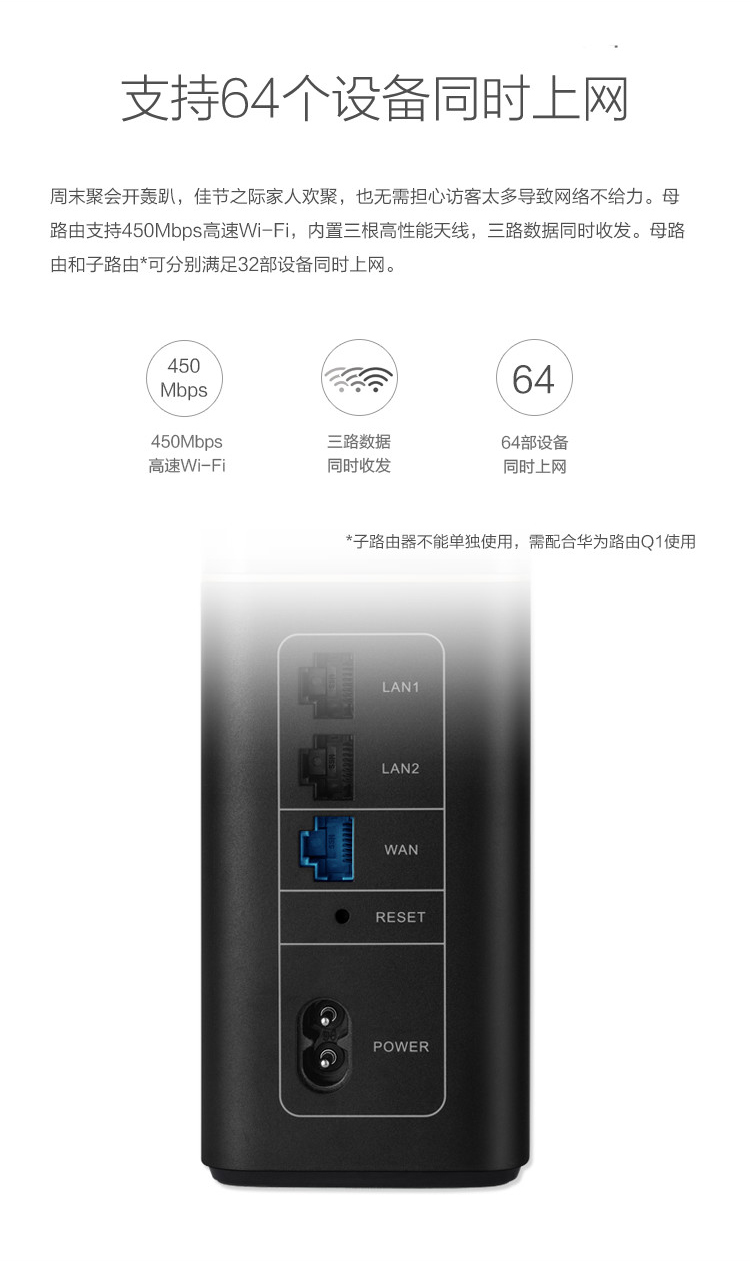 支持64个设备同时上网
周末聚会开轰趴，佳节之际家人欢聚，也无需担心访客太多导致网络不给力。母
路由支持450Mbps高速Wi-Fi，内置三根高性能天线，三路数据同时收发。母路
由和子路由*可分别满足32部设备同时上网。
450
Mbps
64
450Mbps
高速Wi-Fi
三路数据
同时收发
64部设备
同时上网
*子路由器不能单独使用，需配合华为路由Q1使用
LAN1
LAN2
WAN
RESET
POWER